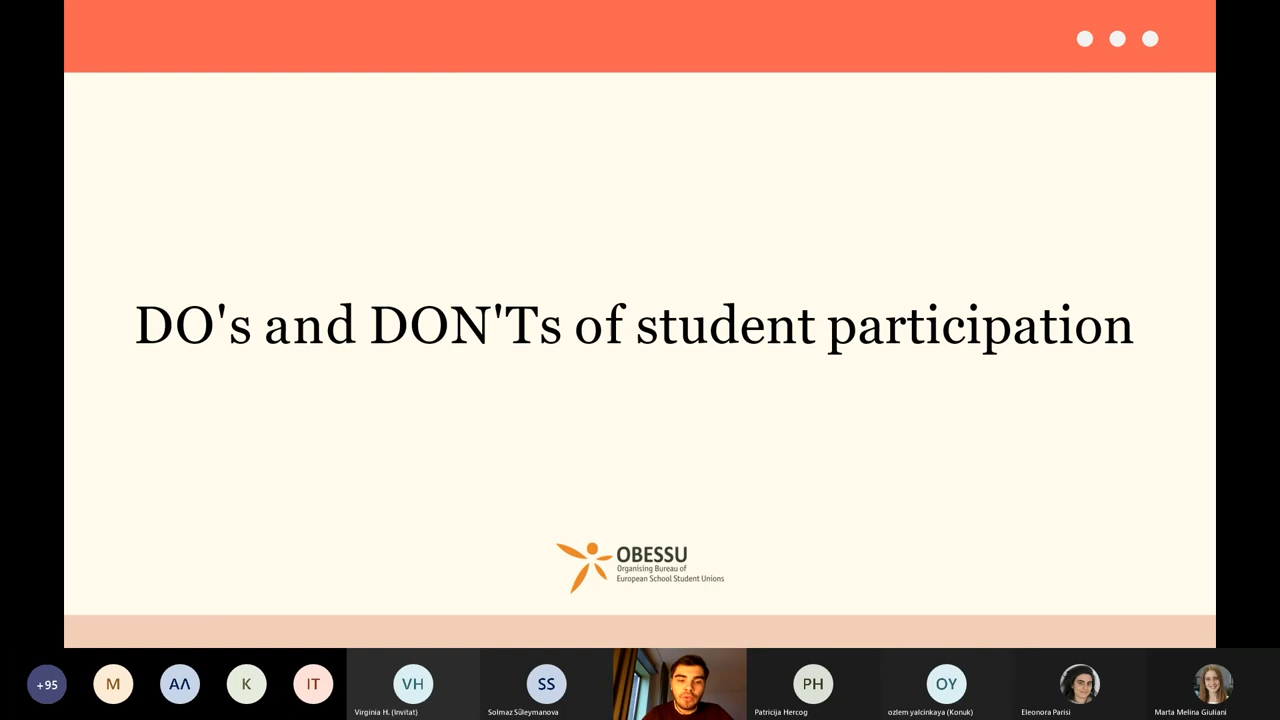 DO's and DON'Ts of student participation
OBESSU
Organising Bureau of
European School Student Unions
+95
M
AΛ
K
IT
VH
Virginia H. (Invitat)
SS
Solmaz Süleymanova
PH
Patricija Hercog
OY
ozlem yalcinkaya (Konuk)
Eleonora Parisi
Marta Melina Giuliani